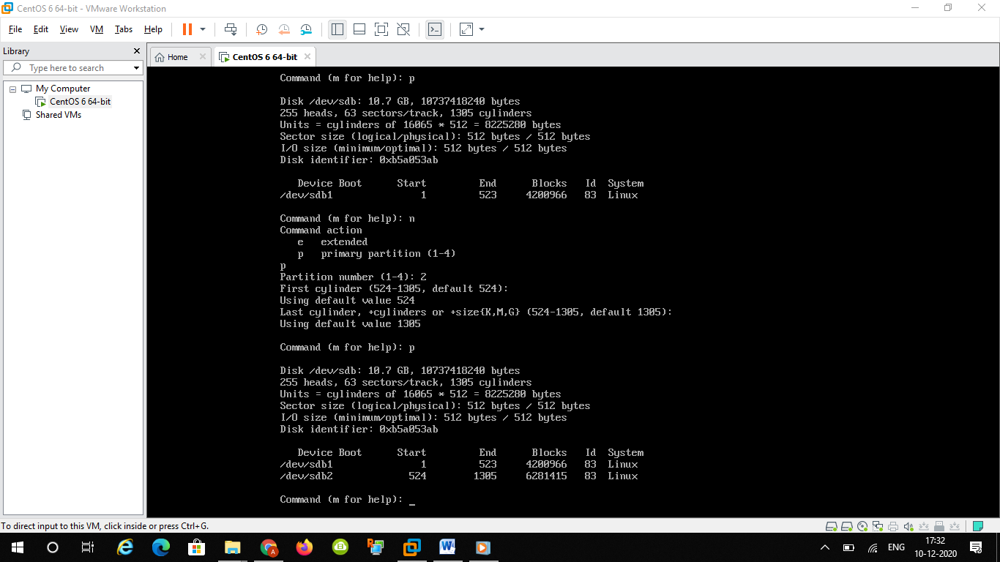 CentOS 6 64-bit - VMware Workstation
File Edit View VM Tabs Help
Library
Home
CentOS 6 64-bit
Type here to search
My Computer
CentOS 6 64-bit
Shared VMs
Command (m for help): p
Disk /dev/sdb: 10.7 GB, 10737418240 bytes
255 heads, 63 sectors/track, 1305 cylinders
Units = cylinders of 16065 * 512 = 8225280 bytes
Sector size (logical/physical): 512 bytes / 512 bytes
I/O size (minimum/optimal): 512 bytes / 512 bytes
Disk identifier: 0xb5a053ab
Device Boot Start End Blocks Id System
/dev/sdb1 1 523 4200966 83 Linux
Command (m for help): n
Command action
e extended
p primary partition (1-4)
p
Partition number (1-4): 2
First cylinder (524-1305, default 524):
Using default value 524
Last cylinder, +cylinders or +size{K,M,G} (524-1305, default 1305):
Using default value 1305
Command (m for help): p
Disk /dev/sdb: 10.7 GB, 10737418240 bytes
255 heads, 63 sectors/track, 1305 cylinders
Units = cylinders of 16065 * 512 = 8225280 bytes
Sector size (logical/physical): 512 bytes / 512 bytes
I/O size (minimum/optimal): 512 bytes / 512 bytes
Disk identifier: 0xb5a053ab
Device Boot Start End Blocks Id System
/dev/sdb1 1 523 4200966 83 Linux
/dev/sdb2 524 1305 6281415 83 Linux
Command (m for help): _
To direct input to this VM, click inside or press Ctrl+G.
ENG
17:32
10-12-2020